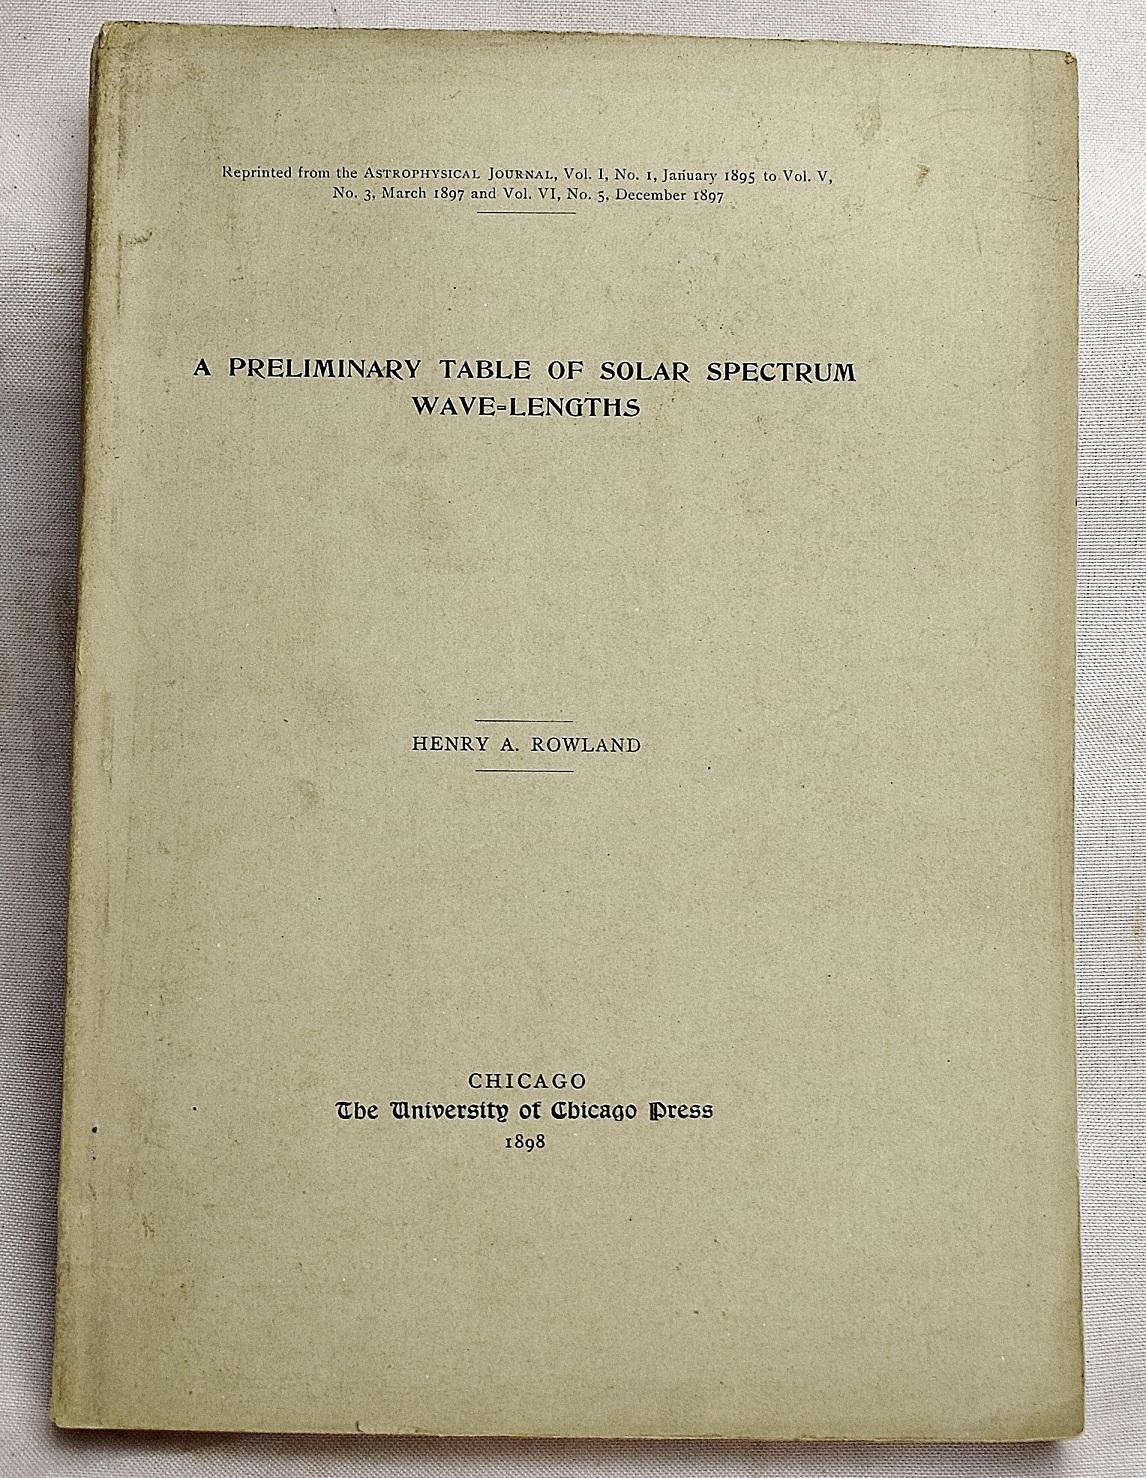 Reprinted from the ASTROPHYSICAL JOURNAL, Vol. I, No. 1, January 1895 to Vol. V,
No. 3, March 1897 and Vol. VI, No. 5, December 1897
A PRELIMINARY TABLE OF SOLAR SPECTRUM
WAVE=LENGTHS
HENRY A. ROWLAND
CHICAGO
The University of Chicago Press
1898